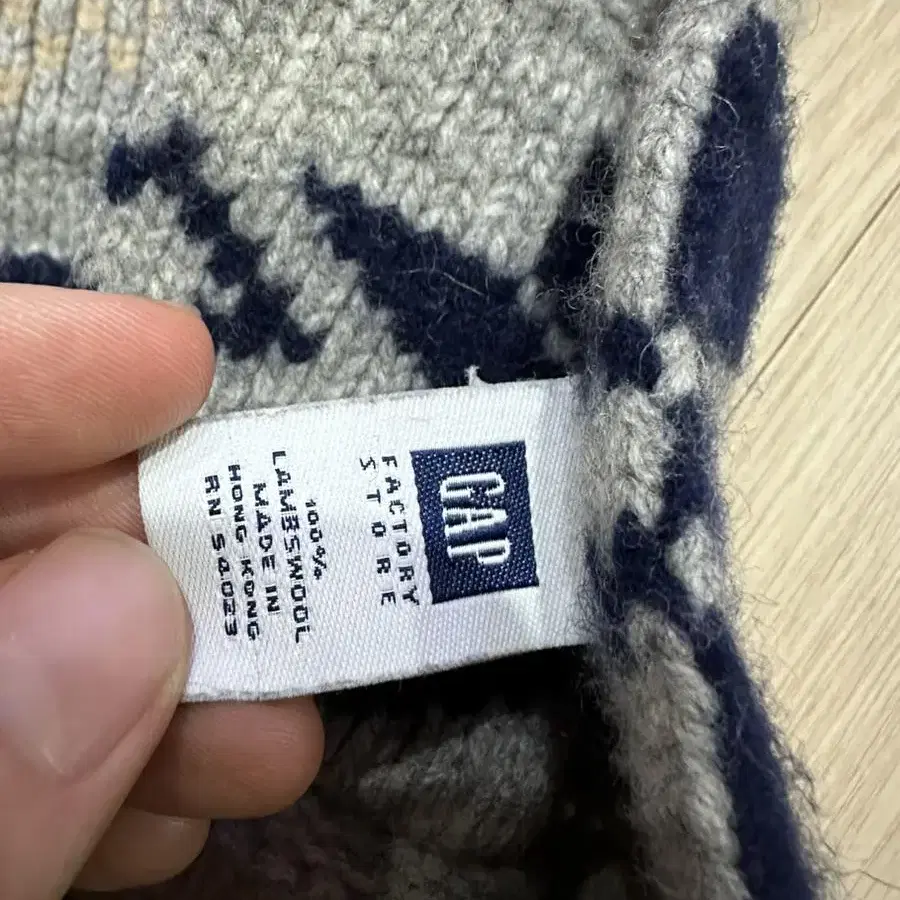 GAP
FACTORY
STORE
100%
LAMBSWOOL
MADE IN
HONG KONG
RN 54023